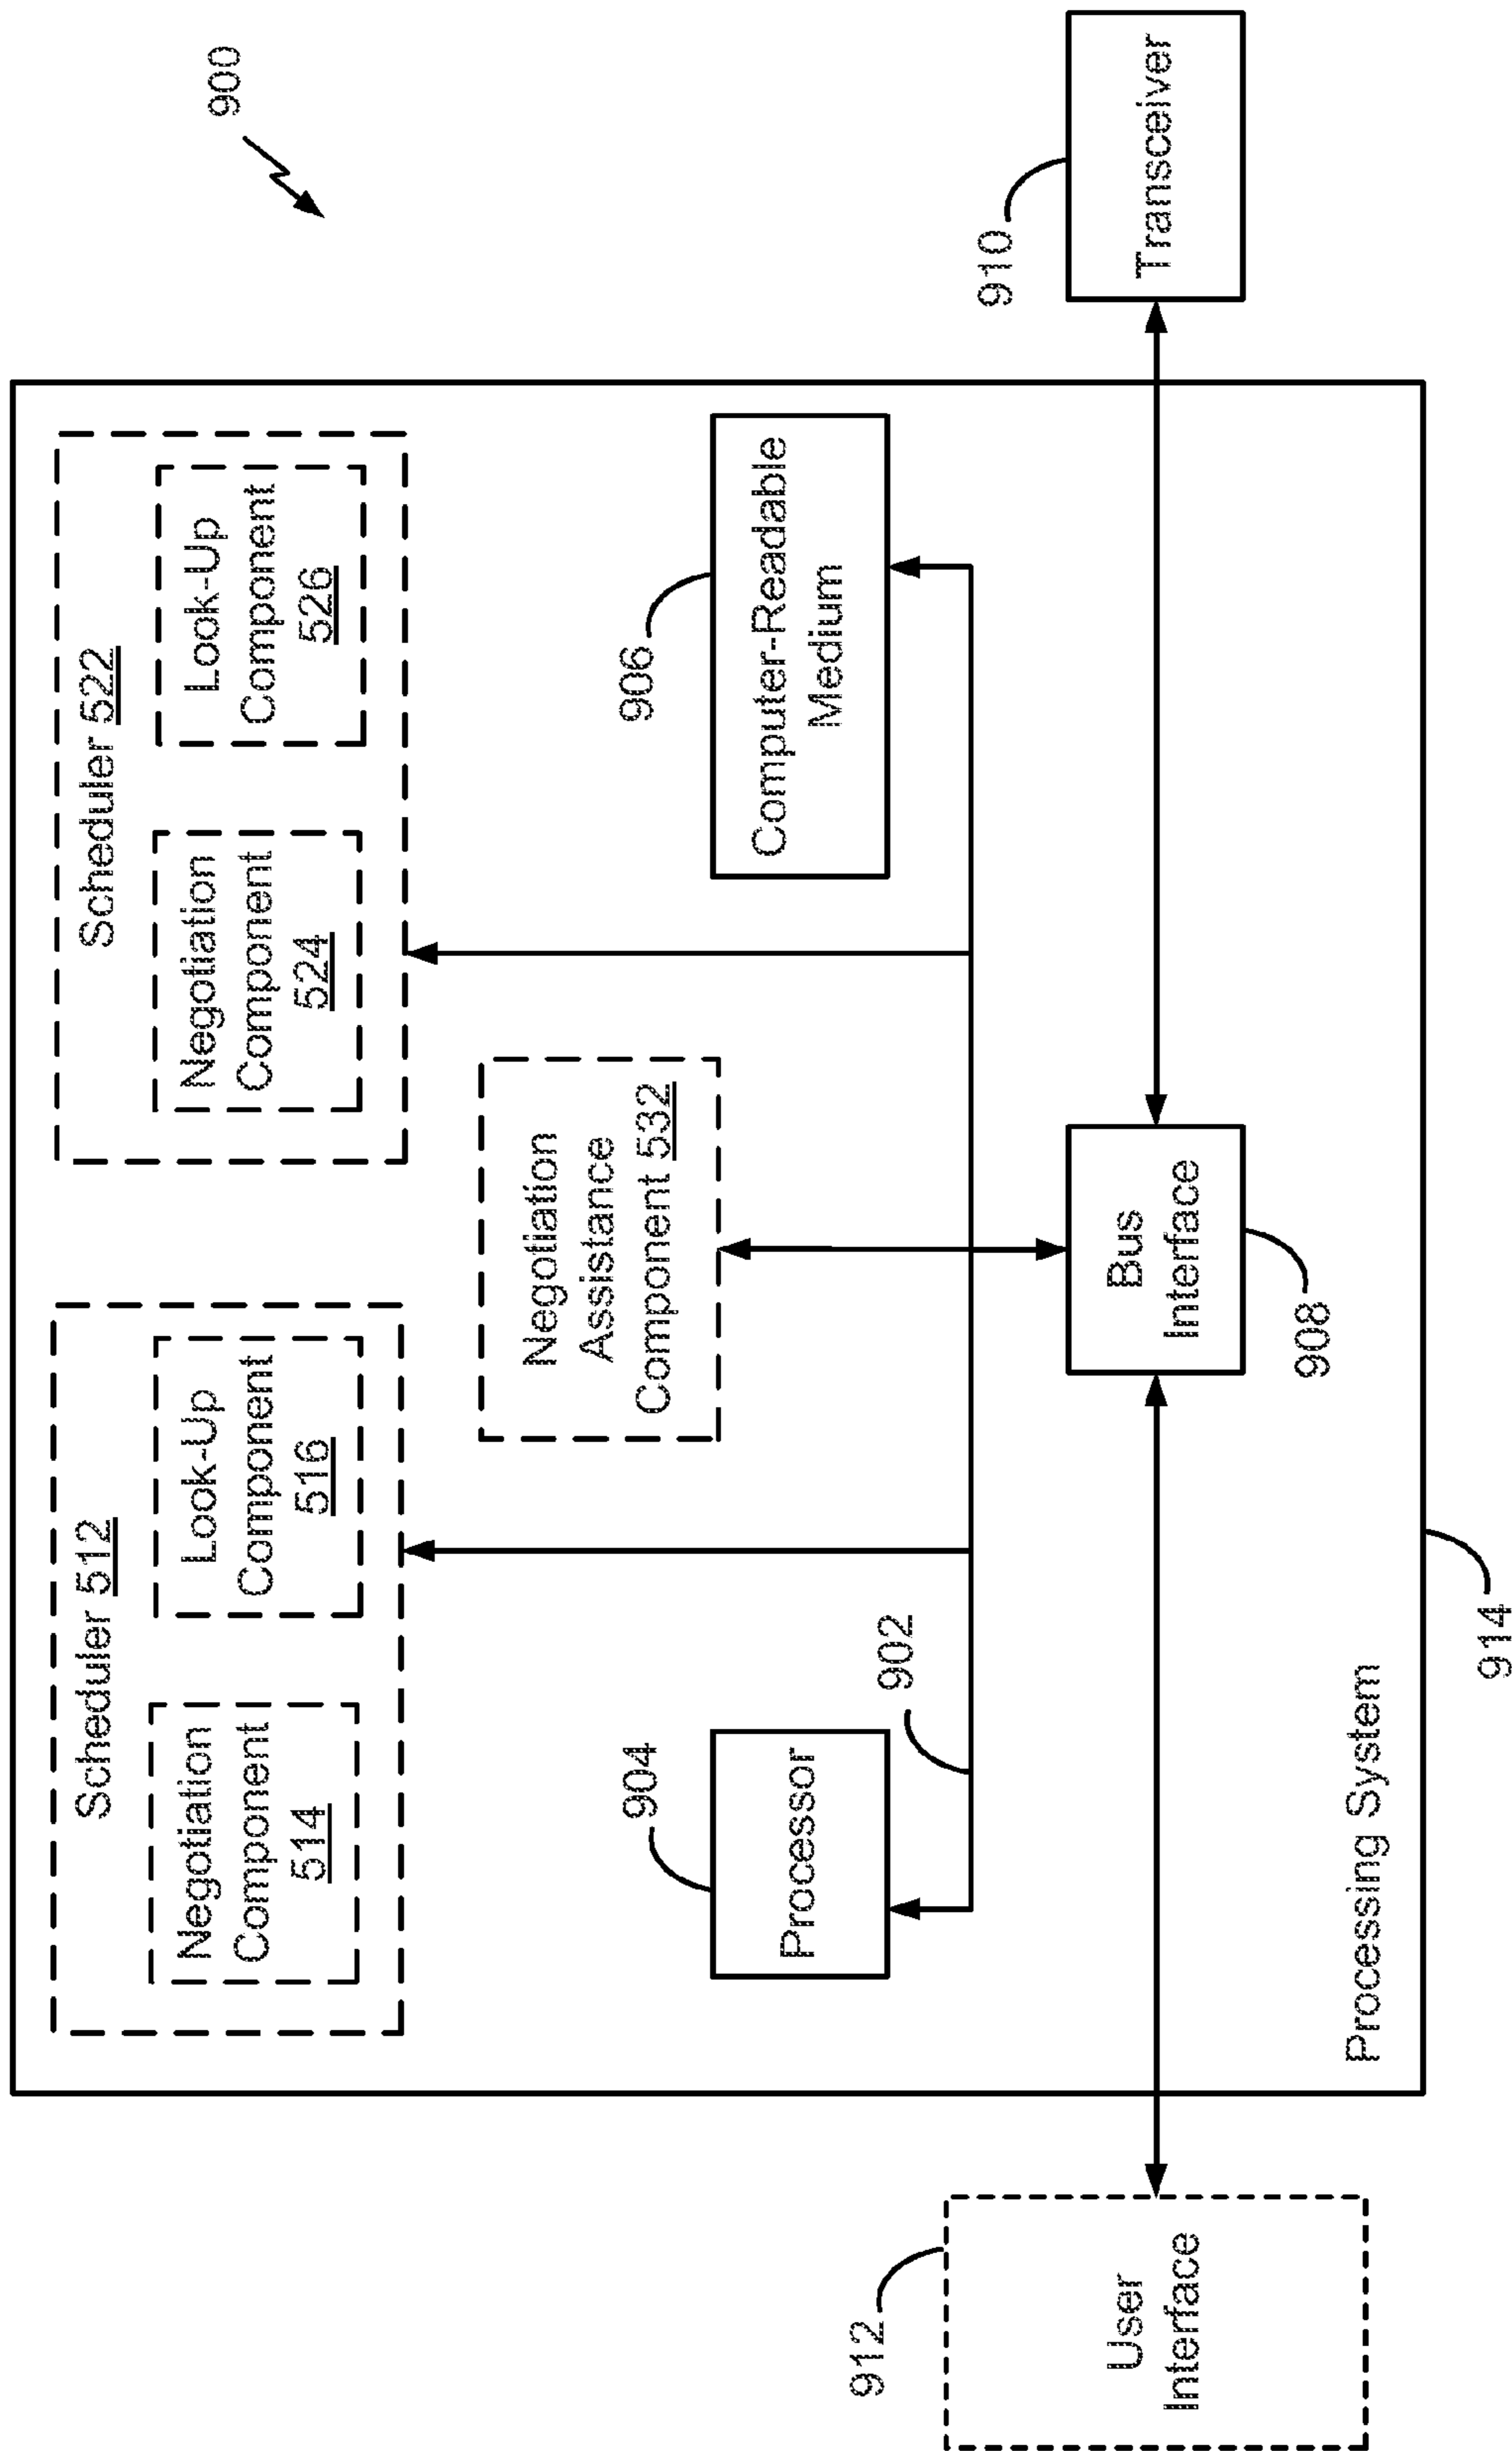 900
Scheduler 512
Negotiation
Component
514
Look-Up
Component
516
Scheduler 522
Negotiation
Component
524
Look-Up
Component
526
Negotiation
Assistance
Component 532
904
Processor
902
906
Computer-Readable
Medium
912
User
Interface
Bus
Interface
908
910
Transceiver
Processing System
914